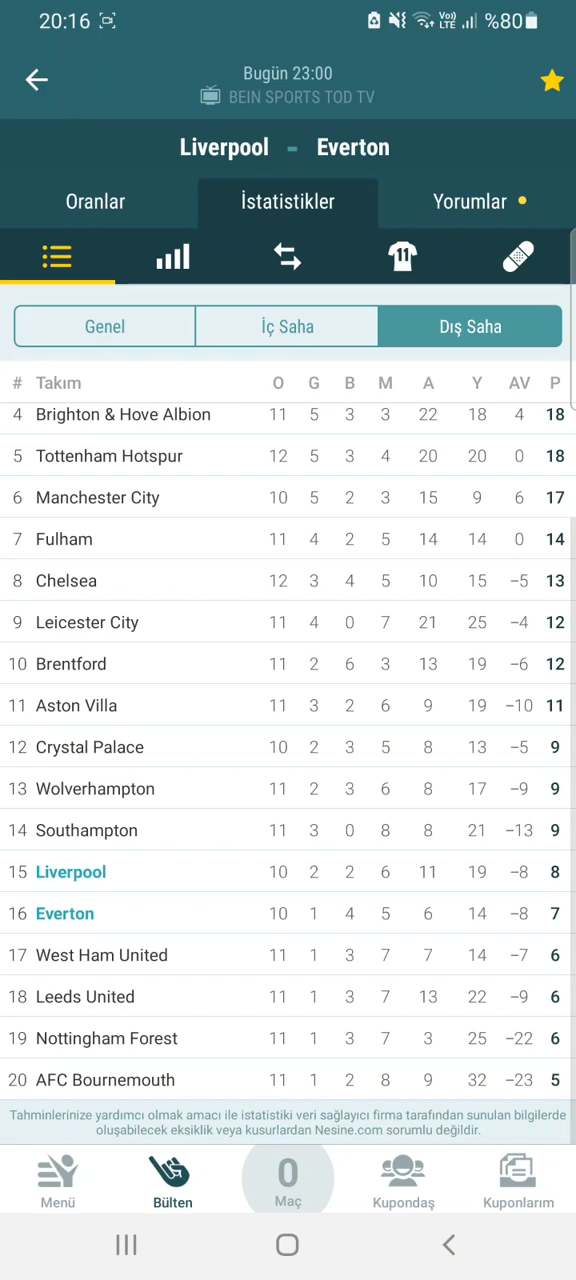 20:16 Vo)) LTE %80
Bugün 23:00
BEIN SPORTS TOD TV
Liverpool - Everton
Oranlar İstatistikler Yorumlar
11
Genel İç Saha Dış Saha
# Takım O G B M A Y AV P
4 Brighton & Hove Albion 11 5 3 3 22 18 4 18
5 Tottenham Hotspur 12 5 3 4 20 20 0 18
6 Manchester City 10 5 2 3 15 9 6 17
7 Fulham 11 4 2 5 14 14 0 14
8 Chelsea 12 3 4 5 10 15 −5 13
9 Leicester City 11 4 0 7 21 25 −4 12
10 Brentford 11 2 6 3 13 19 −6 12
11 Aston Villa 11 3 2 6 9 19 −10 11
12 Crystal Palace 10 2 3 5 8 13 −5 9
13 Wolverhampton 11 2 3 6 8 17 −9 9
14 Southampton 11 3 0 8 8 21 −13 9
15 Liverpool 10 2 2 6 11 19 −8 8
16 Everton 10 1 4 5 6 14 −8 7
17 West Ham United 11 1 3 7 7 14 −7 6
18 Leeds United 11 1 3 7 13 22 −9 6
19 Nottingham Forest 11 1 3 7 3 25 −22 6
20 AFC Bournemouth 11 1 2 8 9 32 −23 5
Tahminlerinize yardımcı olmak amacı ile istatistiki veri sağlayıcı firma tarafından sunulan bilgilerde
oluşabilecek eksiklik veya kusurlardan Nesine.com sorumlu değildir.
0
Menü Bülten Maç Kupondaş Kuponlarım